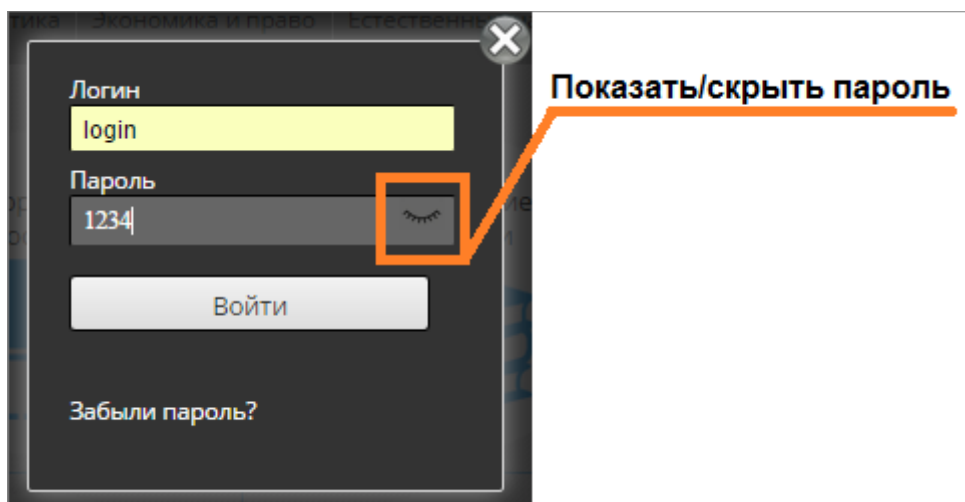 Экономика и право
Логин
login
Показать/скрыть пароль
Пароль
1234
Войти
Забыли пароль?